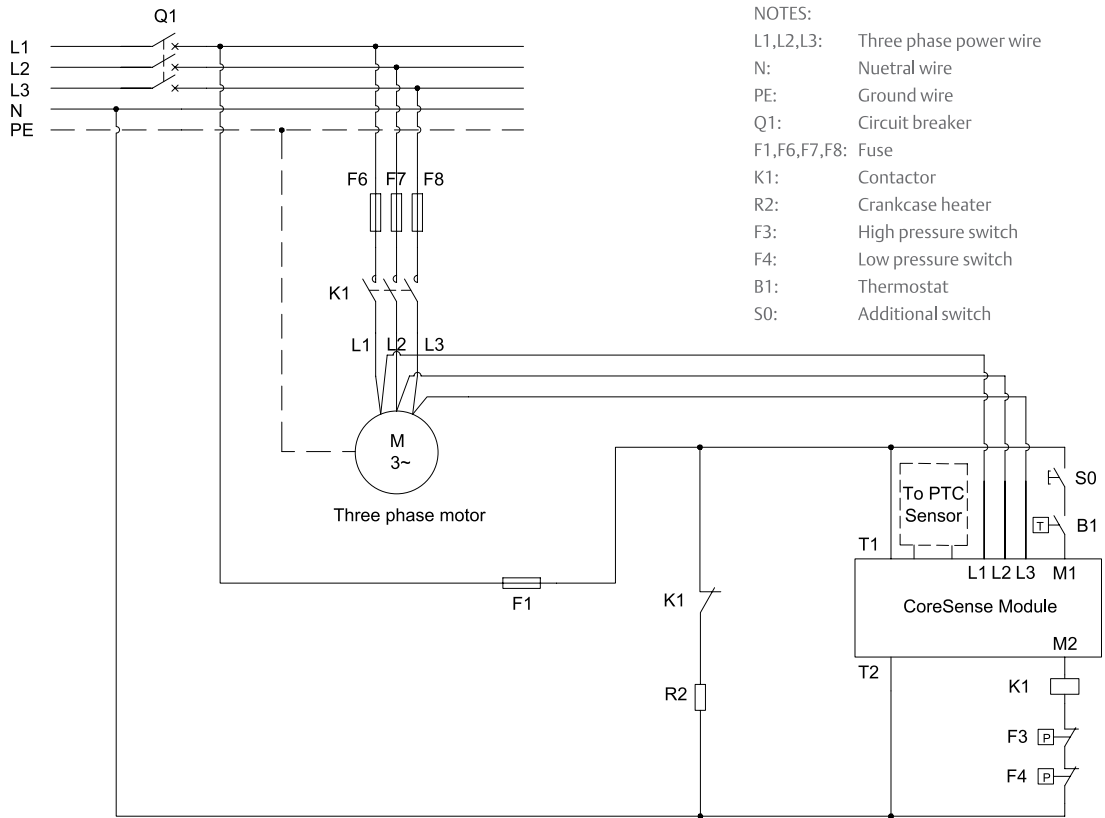 Q1
L1
L2
L3
N
PE
NOTES:
L1,L2,L3: Three phase power wire
N: Nuetral wire
PE: Ground wire
Q1: Circuit breaker
F1,F6,F7,F8: Fuse
K1: Contactor
R2: Crankcase heater
F3: High pressure switch
F4: Low pressure switch
B1: Thermostat
S0: Additional switch
F6 F7 F8
K1
L1 L2 L3
M
3~
Three phase motor
To PTC
Sensor
S0
T B1
T1
L1 L2 L3 M1
F1
K1
CoreSense Module
M2
T2
R2
K1
F3 P
F4 P